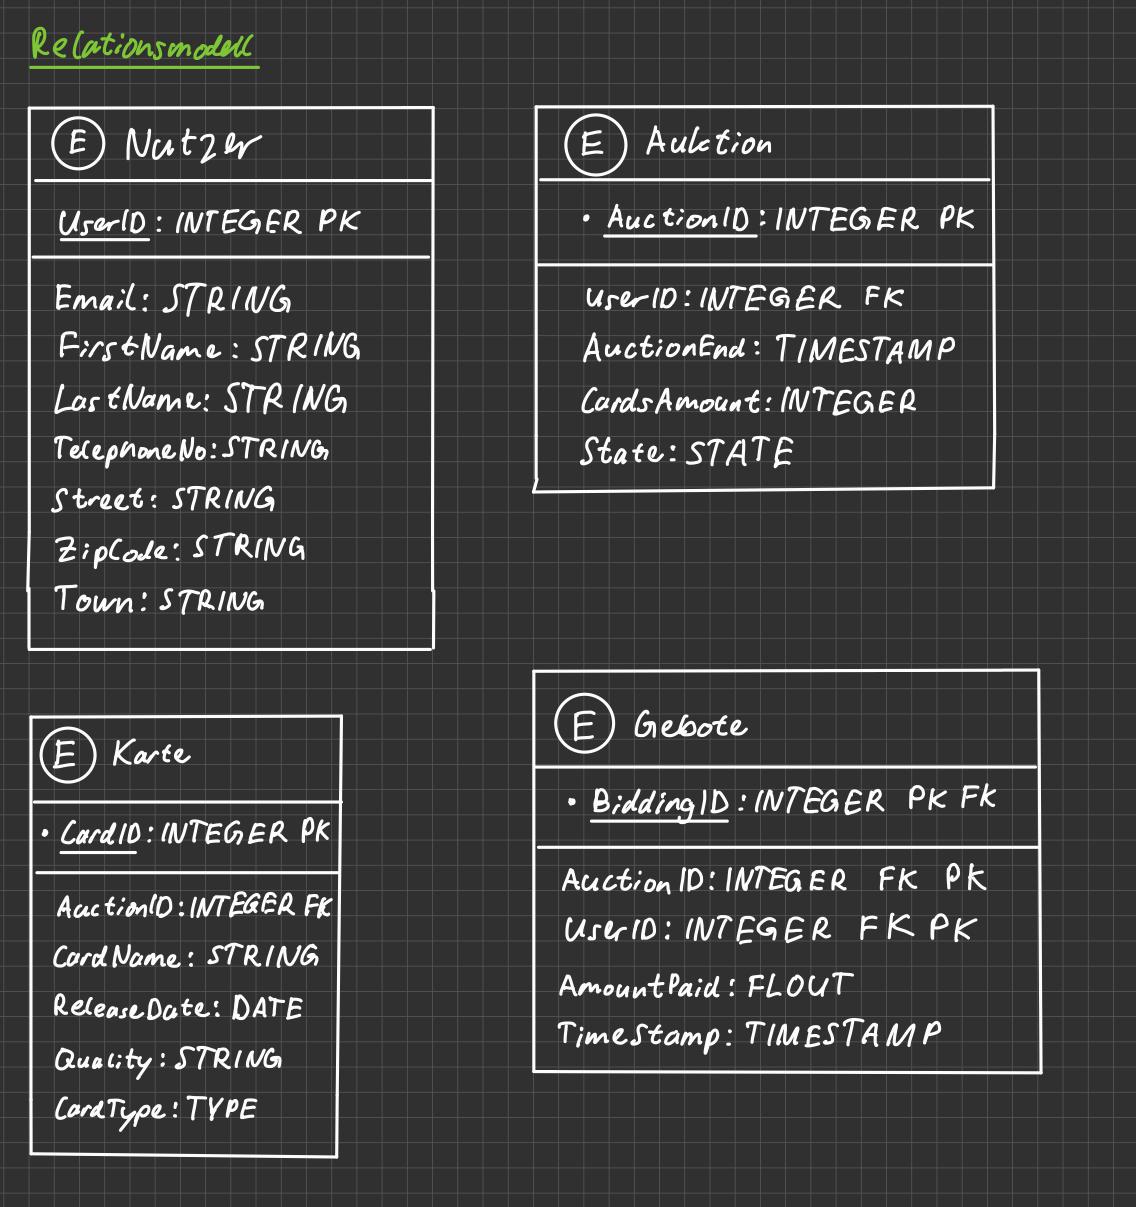 Relationsmodell
E Nutzer
UserID: INTEGER PK
Email: STRING
FirstName: STRING
LastName: STRING
TelephoneNo: STRING
Street: STRING
ZipCode: STRING
Town: STRING
E Auktion
• AuctionID: INTEGER PK
UserID: INTEGER FK
AuctionEnd: TIMESTAMP
CardsAmount: INTEGER
State: STATE
E Karte
• CardID: INTEGER PK
AuctionID: INTEGER FK
CardName: STRING
ReleaseDate: DATE
Quality: STRING
CardType: TYPE
E Gebote
• BiddingID: INTEGER PK FK
AuctionID: INTEGER FK PK
UserID: INTEGER FK PK
AmountPaid: FLOUT
TimeStamp: TIMESTAMP